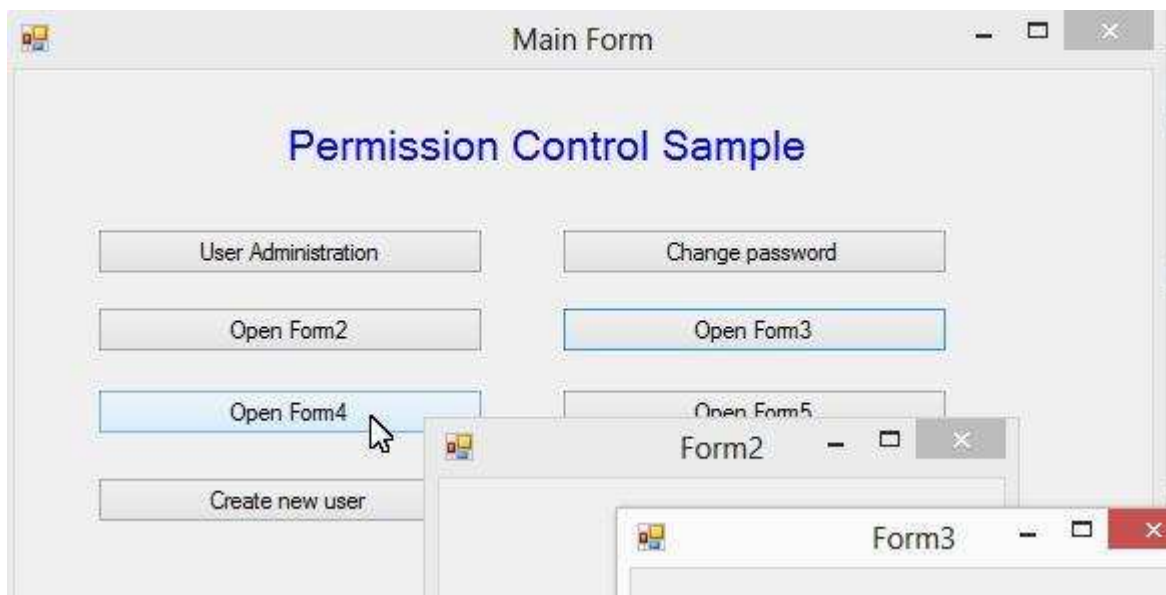 Main Form
Permission Control Sample
User Administration
Change password
Open Form2
Open Form3
Open Form4
Open Form5
Form2
Create new user
Form3